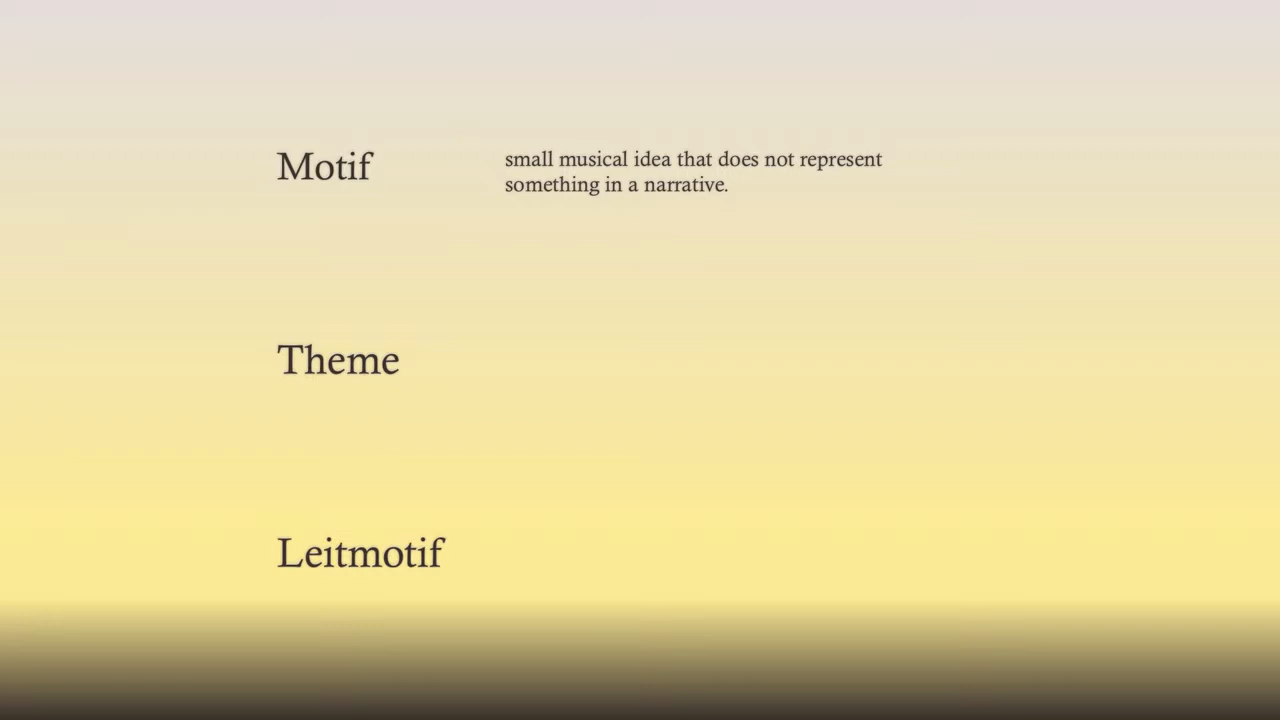 Motif
small musical idea that does not represent
something in a narrative.
Theme
Leitmotif